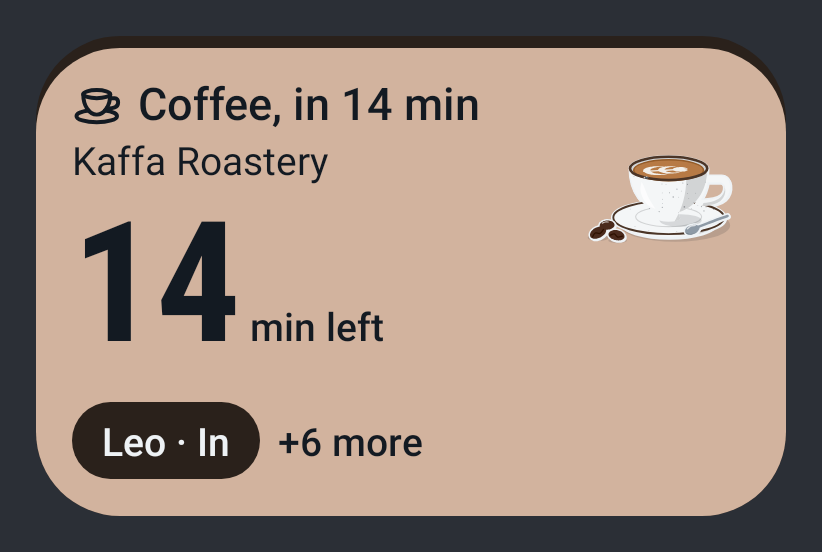 Coffee, in 14 min
Kaffa Roastery
14 min left
Leo · In +6 more